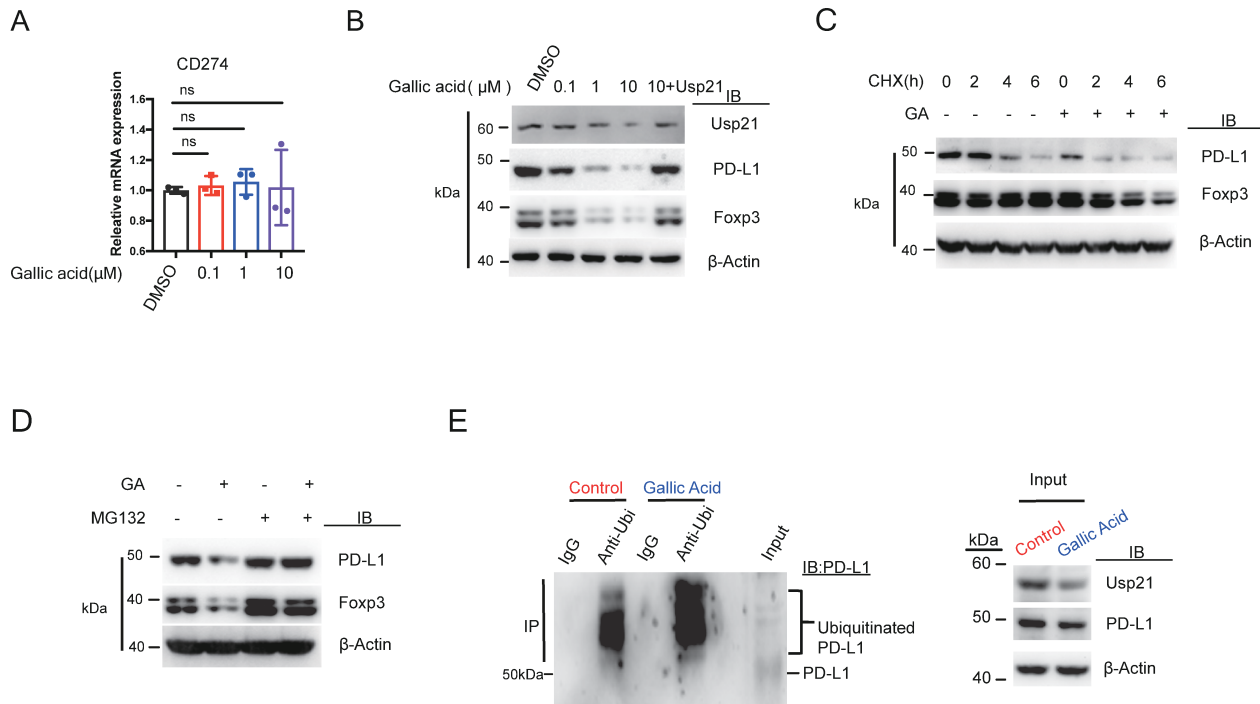 A
CD274
ns
ns
ns
Releative mRNA expression
1.6
1.4
1.2
1.0
0.8
0.6
Gallic acid(μM)
DMSO
0.1
1
10
B
Gallic acid( μM )
DMSO
0.1
1
10
10+Usp21
IB
60
Usp21
50
PD-L1
kDa
40
Foxp3
40
β-Actin
C
CHX(h) 0 2 4 6 0 2 4 6
GA - - - - + + + +
IB
50
PD-L1
40
Foxp3
kDa
40
β-Actin
D
GA - + - +
MG132 - - + +
IB
50
PD-L1
40
Foxp3
kDa
40
β-Actin
E
Control
Gallic Acid
IgG
Anti-Ubi
IgG
Anti-Ubi
Input
IB:PD-L1
IP
Ubiquitinated
PD-L1
50kDa
PD-L1
Input
kDa
Control
Gallic Acid
IB
60
Usp21
50
PD-L1
40
β-Actin